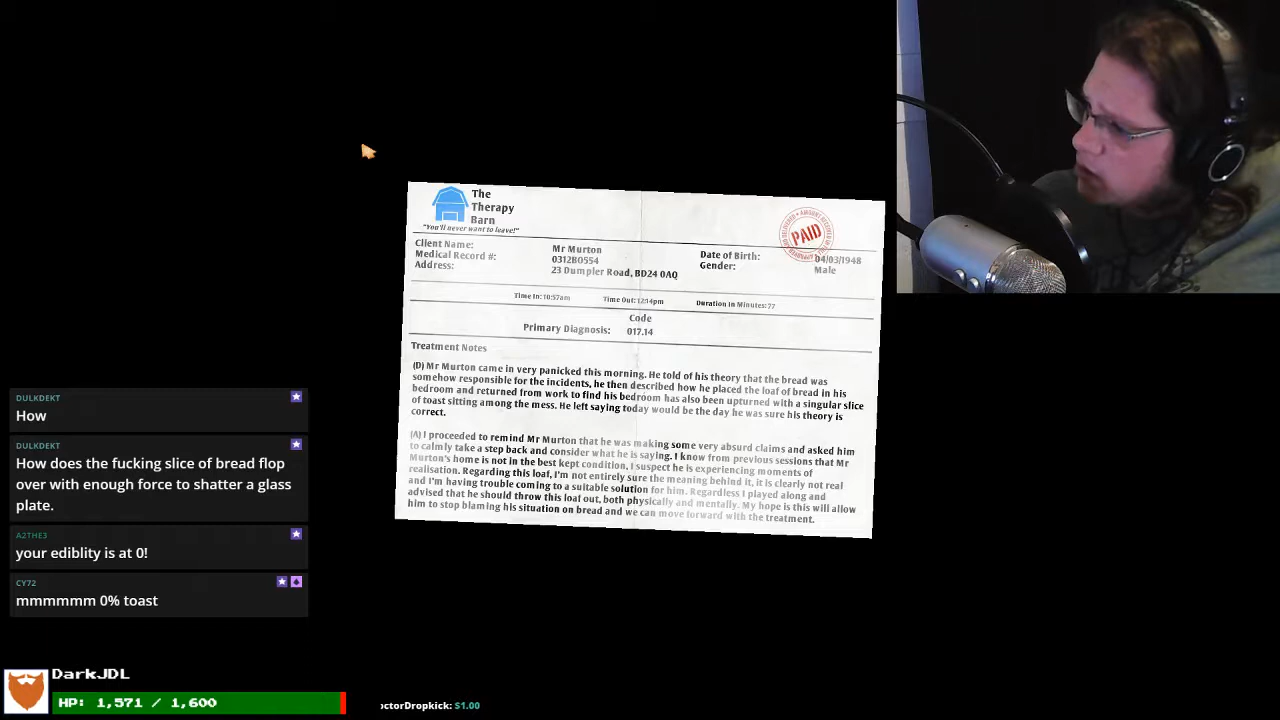 The
Therapy
Barn
"You'll never want to leave!"
PAID
Client Name: Mr Murton Date of Birth: 04/03/1948
Medical Record #: 0312B0554 Gender: Male
Address: 23 Dumpler Road, BD24 0AQ
Time In: 10:57am Time Out: 12:14pm Duration In Minutes: 77
Code
Primary Diagnosis: 017.14
Treatment Notes
(D) Mr Murton came in very panicked this morning. He told of his theory that the bread was
somehow responsible for the incidents, he then described how he placed the loaf of bread in his
bedroom and returned from work to find his bedroom has also been upturned with a singular slice
of toast sitting among the mess. He left saying today would be the day he was sure his theory is
correct.
(A) I proceeded to remind Mr Murton that he was making some very absurd claims and asked him
to calmly take a step back and consider what he is saying. I know from previous sessions that Mr
Murton's home is not in the best kept condition, I suspect he is experiencing moments of
realisation. Regarding this loaf, I'm not entirely sure the meaning behind it, it is clearly not real
and I'm having trouble coming to a suitable solution for him. Regardless I played along and
advised that he should throw this loaf out, both physically and mentally. My hope is this will allow
him to stop blaming his situation on bread and we can move forward with the treatment.
DULKDEKT
How
DULKDEKT
How does the fucking slice of bread flop
over with enough force to shatter a glass
plate.
A2THE3
your ediblity is at 0!
CY72
mmmmmm 0% toast
DarkJDL
HP: 1,571 / 1,600
octorDropkick: $1.00